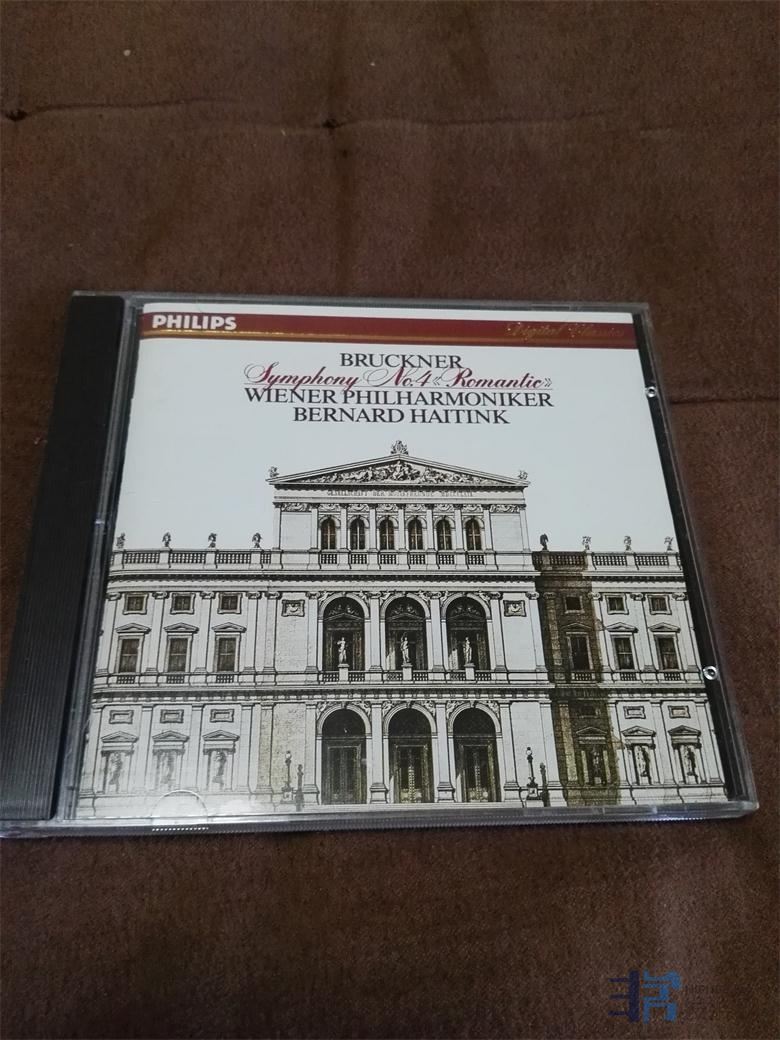 PHILIPS
Digital Classics
BRUCKNER
Symphony No.4 «Romantic»
WIENER PHILHARMONIKER
BERNARD HAITINK